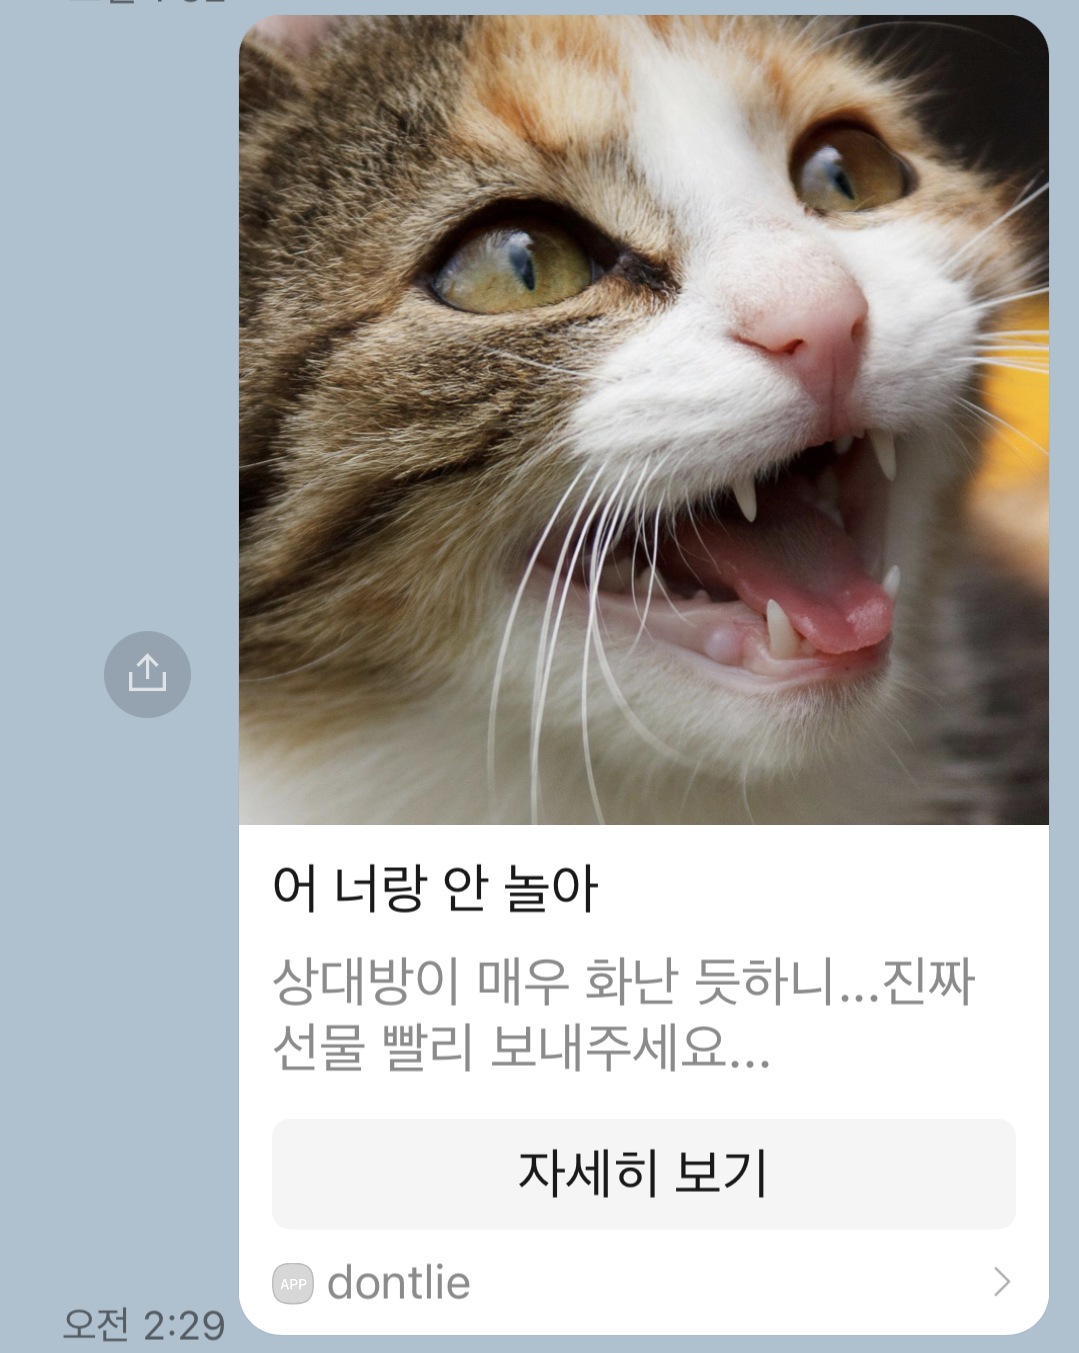 어 너랑 안 놀아
상대방이 매우 화난 듯하니...진짜
선물 빨리 보내주세요...
자세히 보기
APP dontlie
오전 2:29